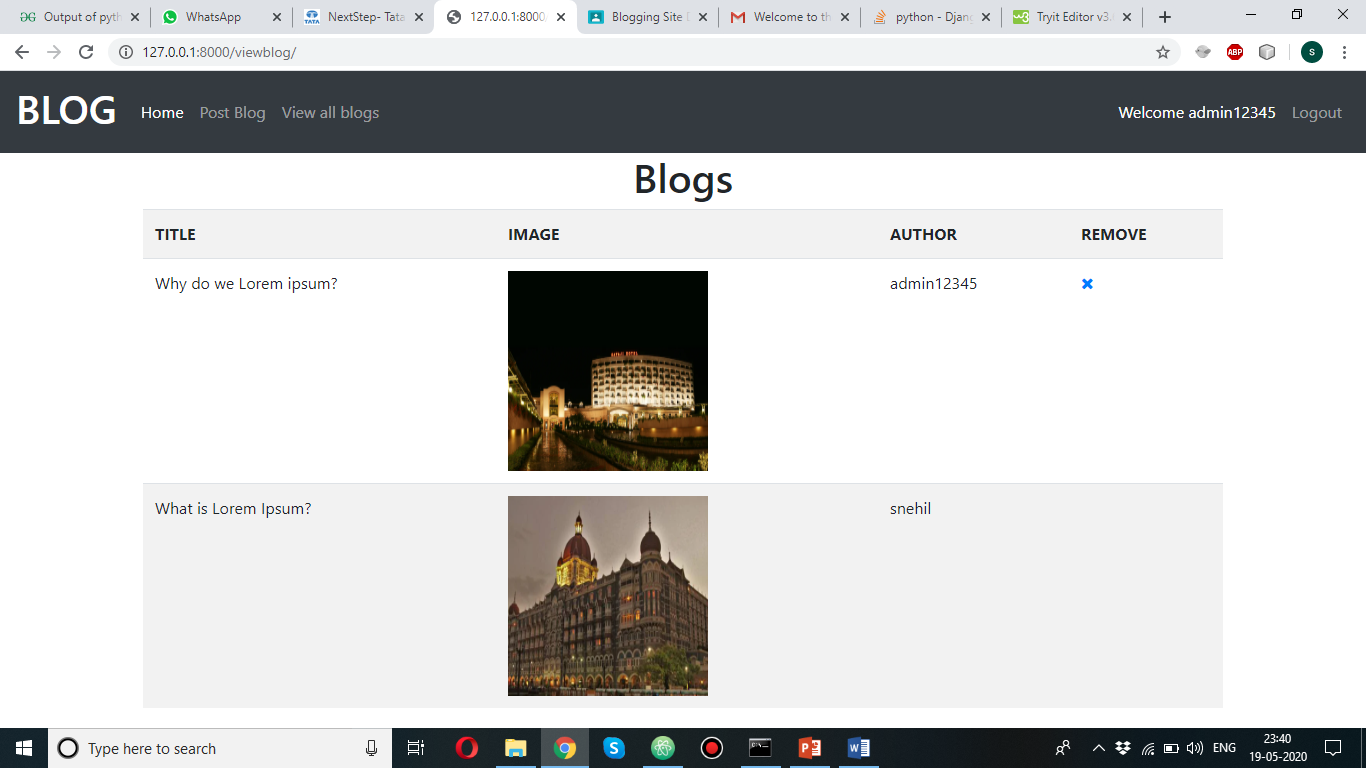 Output of pyth
WhatsApp
NextStep- Tata
127.0.0.1:8000/
Blogging Site D
Welcome to th
python - Djang
Tryit Editor v3.
127.0.0.1:8000/viewblog/
ABP
S
BLOG Home Post Blog View all blogs Welcome admin12345 Logout
Blogs
TITLE IMAGE AUTHOR REMOVE
Why do we Lorem ipsum? admin12345
What is Lorem Ipsum? snehil
Type here to search
ENG
23:40
19-05-2020